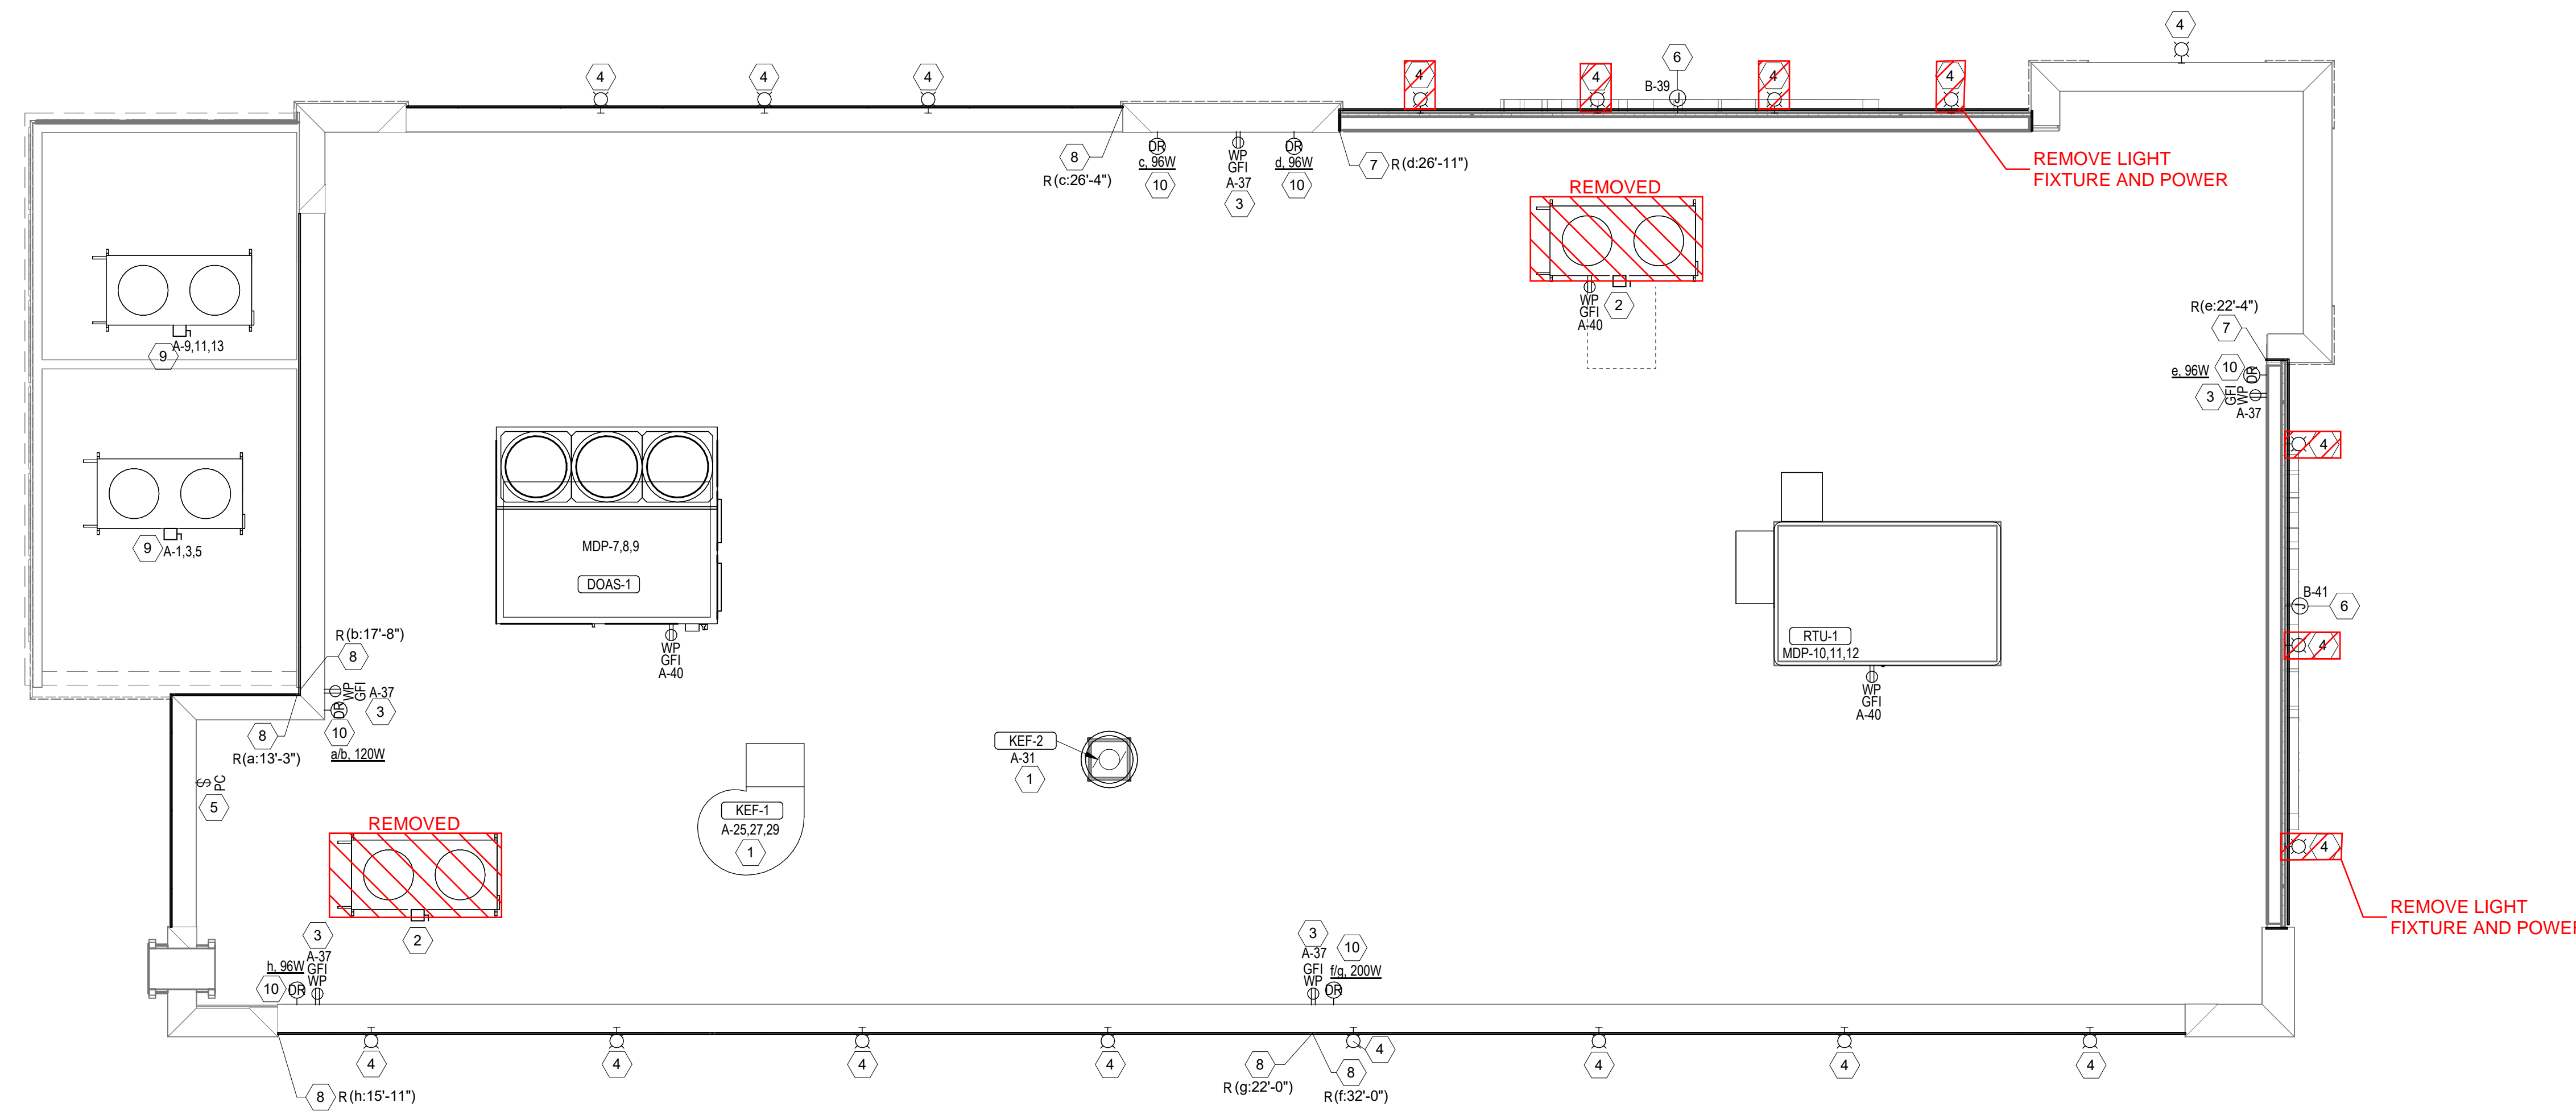 4
4
4
4
4
4
4
4
6
B-39
8
R (c:26'-4")
DR
c, 96W
10
WP
GFI
A-37
3
DR
d, 96W
10
7
R (d:26'-11")
REMOVE LIGHT
FIXTURE AND POWER
REMOVED
WP
GFI
A-40
2
R(e:22'-4")
7
e, 96W
10
DR
3
GFI
WP
A-37
A-9,11,13
9
9
A-1,3,5
4
MDP-7,8,9
DOAS-1
WP
GFI
A-40
B-41
J
6
4
RTU-1
MDP-10,11,12
WP
GFI
A-40
R (b:17'-8")
8
WP
GFI
A-37
3
DR
10
a/b, 120W
8
R(a:13'-3")
S
PC
5
KEF-2
A-31
1
KEF-1
A-25,27,29
1
REMOVED
2
4
REMOVE LIGHT
FIXTURE AND POWER
3
A-37
GFI
WP
h, 96W
10
DR
3
A-37
GFI
WP
10
f/g, 200W
DR
4
4
4
4
4
4
4
4
8
R (h:15'-11")
8
R (g:22'-0")
8
R(f:32'-0")
J